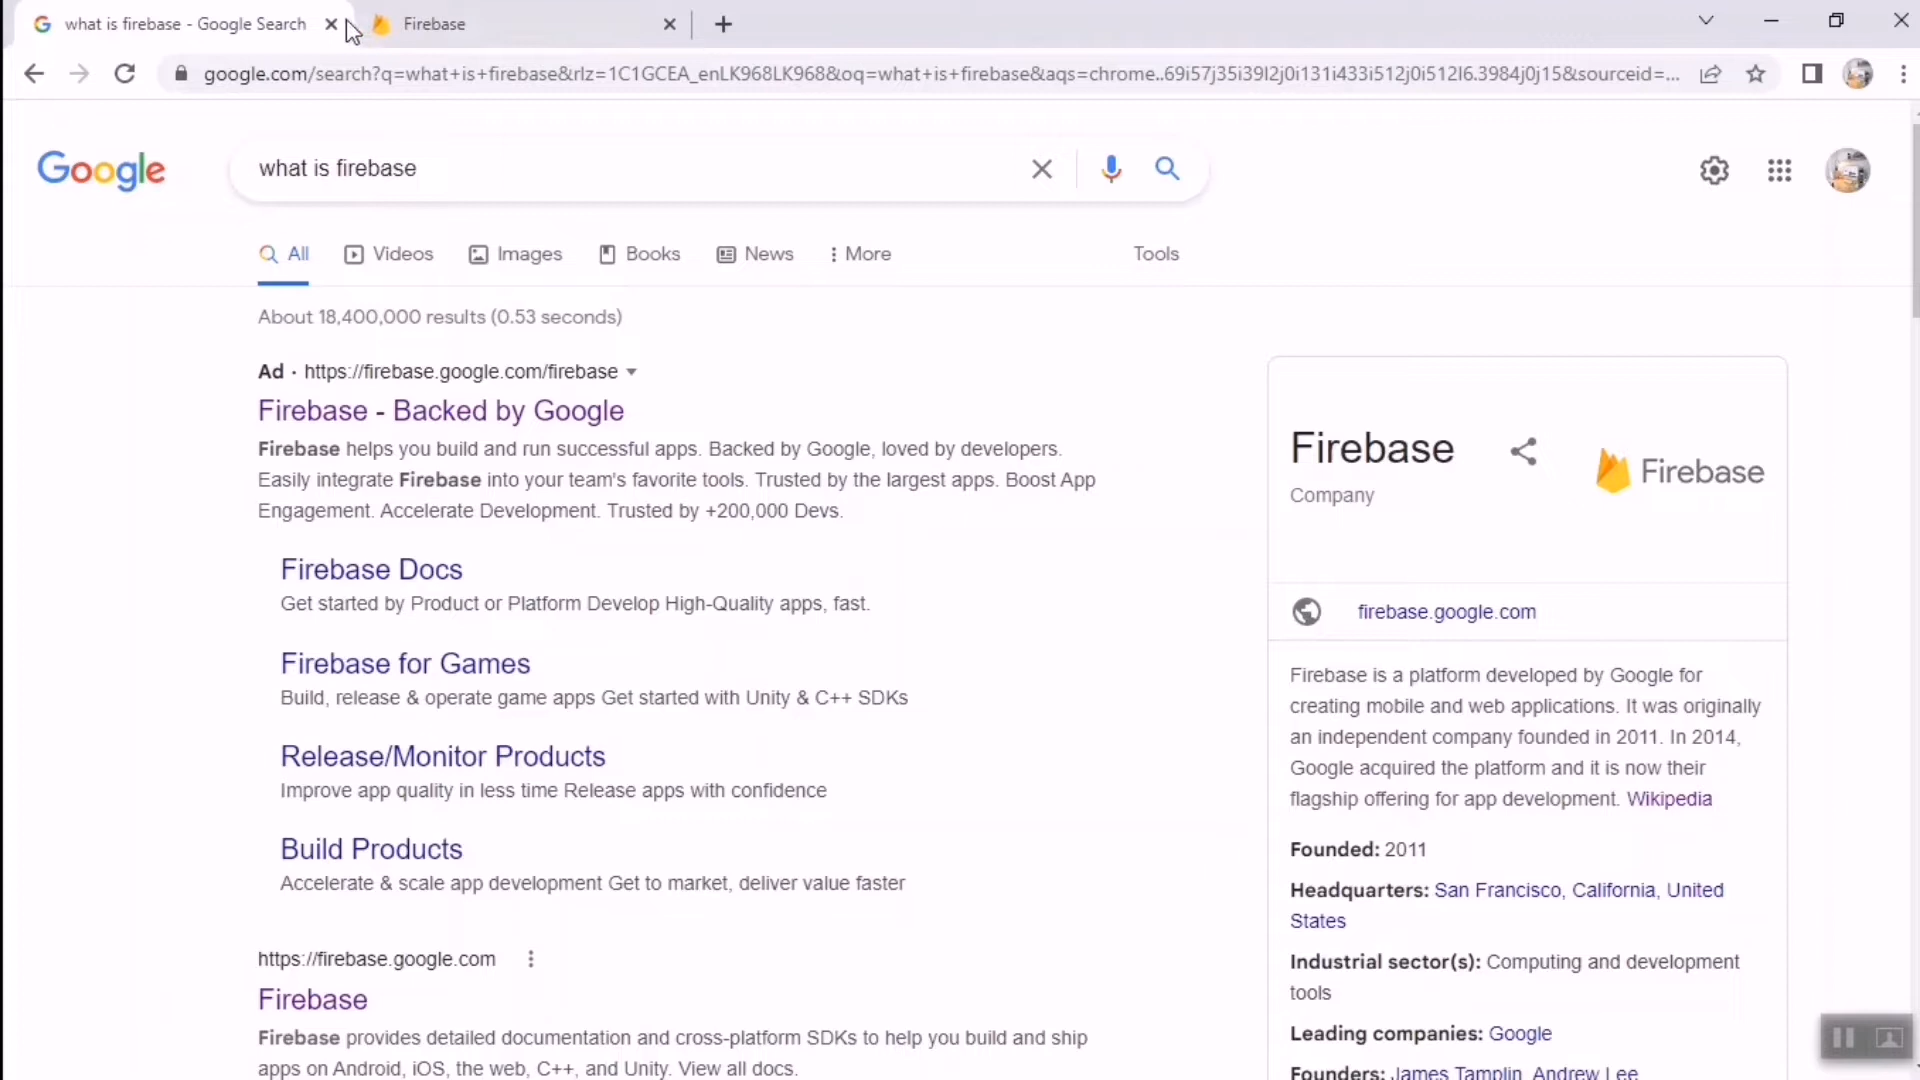 what is firebase - Google Search
Firebase
google.com/search?q=what+is+firebase&rlz=1C1GCEA_enLK968LK968&oq=what+is+firebase&aqs=chrome..69i57j35i39l2j0i131i433i512j0i512l6.3984j0j15&sourceid=...
Google
what is firebase
All
Videos
Images
Books
News
More
Tools
About 18,400,000 results (0.53 seconds)
Ad · https://firebase.google.com/firebase
Firebase - Backed by Google
Firebase helps you build and run successful apps. Backed by Google, loved by developers.
Easily integrate Firebase into your team's favorite tools. Trusted by the largest apps. Boost App
Engagement. Accelerate Development. Trusted by +200,000 Devs.
Firebase Docs
Get started by Product or Platform Develop High-Quality apps, fast.
Firebase for Games
Build, release & operate game apps Get started with Unity & C++ SDKs
Release/Monitor Products
Improve app quality in less time Release apps with confidence
Build Products
Accelerate & scale app development Get to market, deliver value faster
https://firebase.google.com
Firebase
Firebase provides detailed documentation and cross-platform SDKs to help you build and ship
apps on Android, iOS, the web, C++, and Unity. View all docs.
Firebase
Company
Firebase
firebase.google.com
Firebase is a platform developed by Google for
creating mobile and web applications. It was originally
an independent company founded in 2011. In 2014,
Google acquired the platform and it is now their
flagship offering for app development. Wikipedia
Founded: 2011
Headquarters: San Francisco, California, United
States
Industrial sector(s): Computing and development
tools
Leading companies: Google
Founders: James Tamplin, Andrew Lee